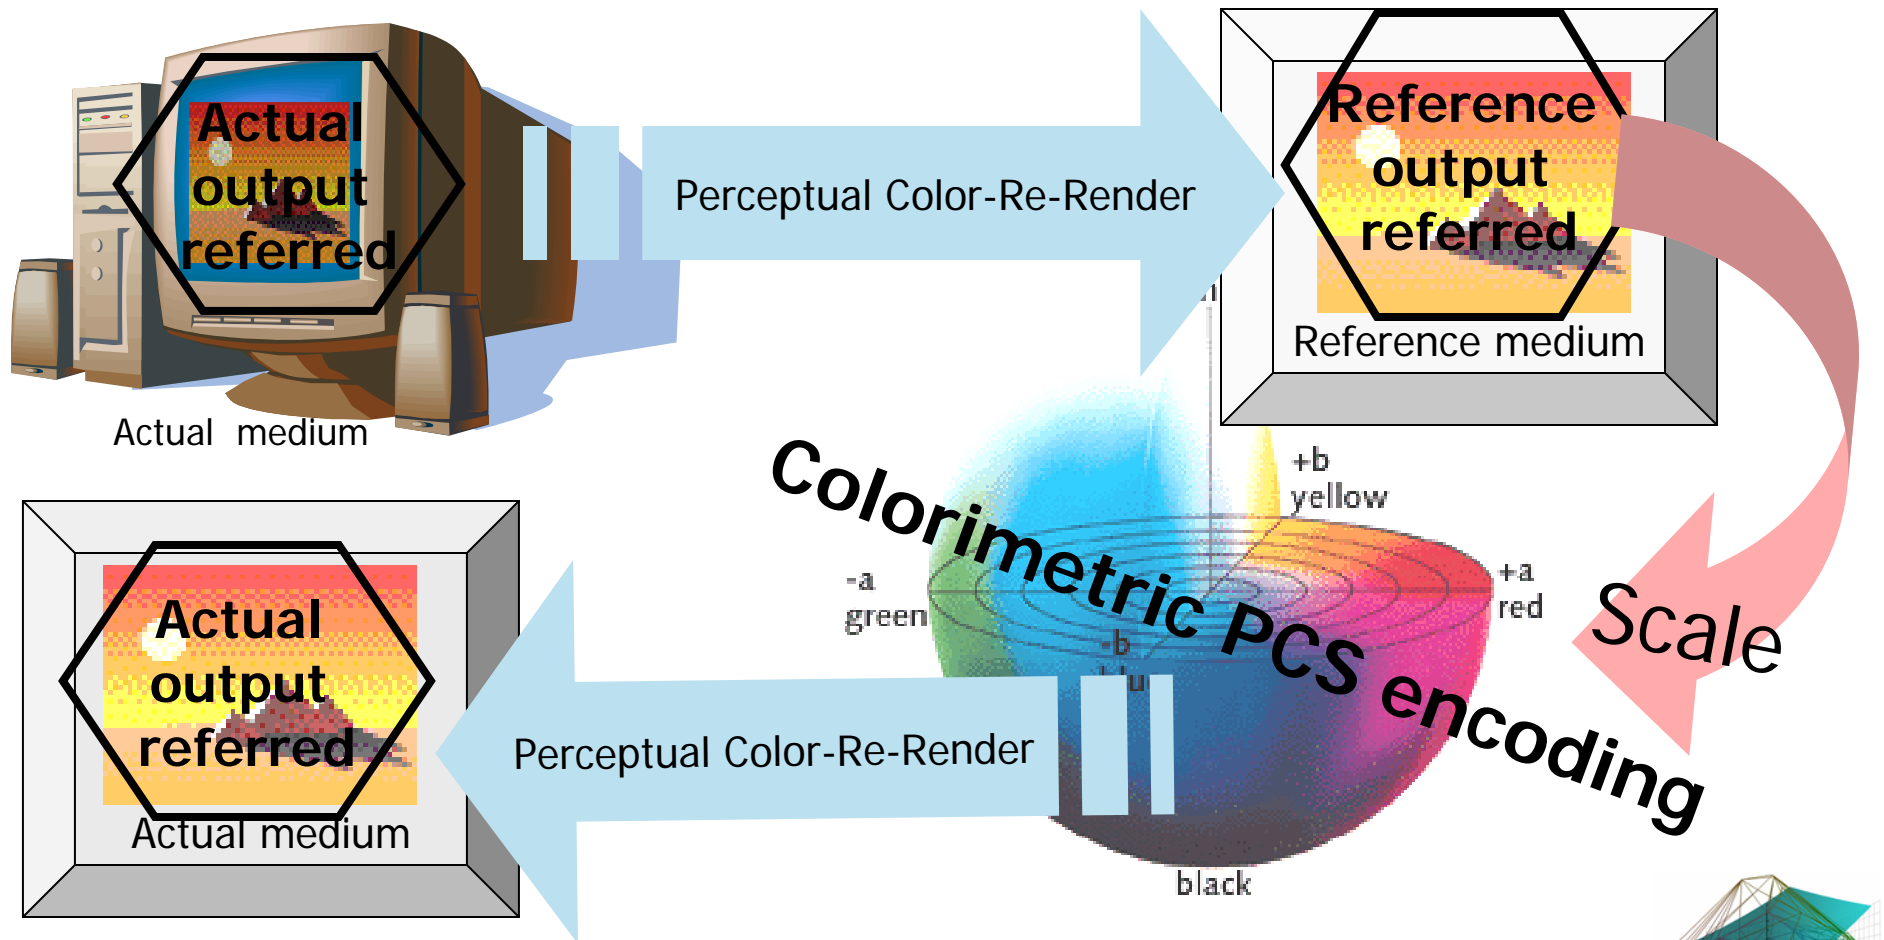 Actual
output
referred
Actual medium
Perceptual Color-Re-Render
Reference
output
referred
Reference medium
Scale
Colorimetric PCS encoding
+b
yellow
-a
green
+a
red
-b
black
Perceptual Color-Re-Render
Actual
output
referred
Actual medium